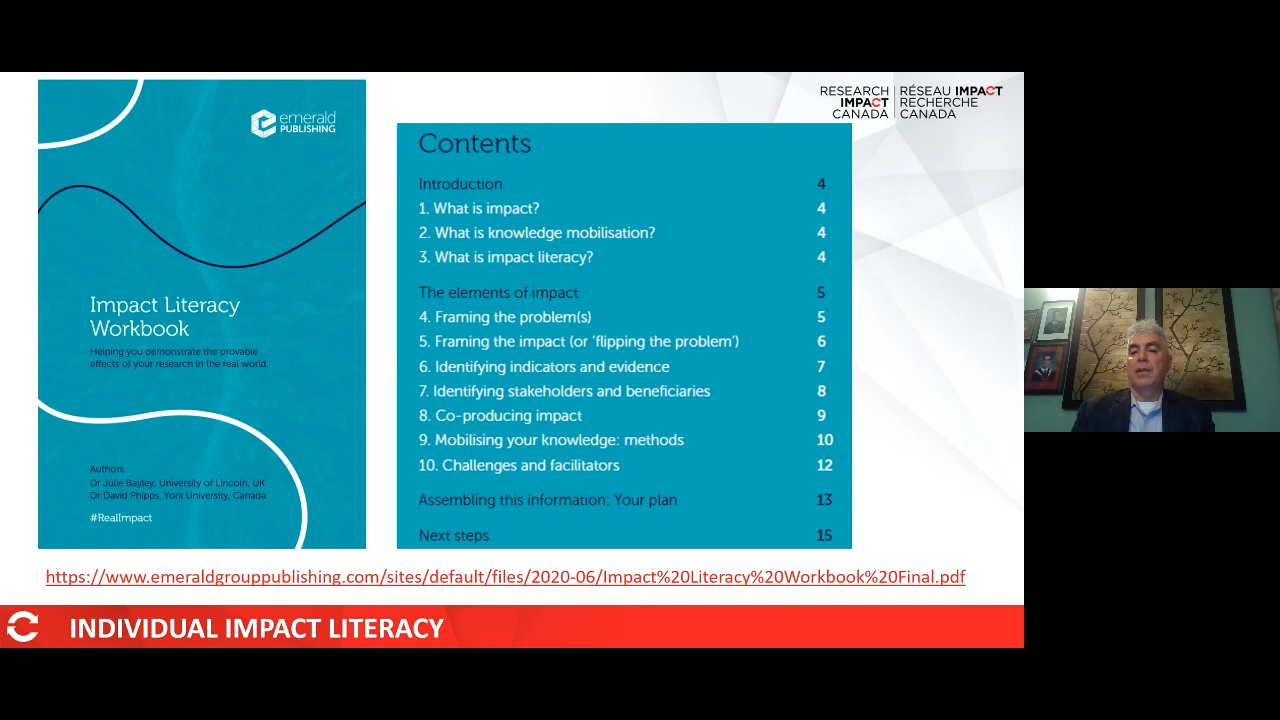 emerald
PUBLISHING
Impact Literacy
Workbook
Helping you demonstrate the provable
effects of your research in the real world.
Authors
Dr Julie Bayley, University of Lincoln, UK
Dr David Phipps, York University, Canada
#RealImpact
RESEARCH
IMPACT
CANADA
RÉSEAU IMPACT
RECHERCHE
CANADA
Contents
Introduction 4
1. What is impact? 4
2. What is knowledge mobilisation? 4
3. What is impact literacy? 4
The elements of impact 5
4. Framing the problem(s) 5
5. Framing the impact (or ‘flipping the problem’) 6
6. Identifying indicators and evidence 7
7. Identifying stakeholders and beneficiaries 8
8. Co-producing impact 9
9. Mobilising your knowledge: methods 10
10. Challenges and facilitators 12
Assembling this information: Your plan 13
Next steps 15
https://www.emeraldgrouppublishing.com/sites/default/files/2020-06/Impact%20Literacy%20Workbook%20Final.pdf
INDIVIDUAL IMPACT LITERACY